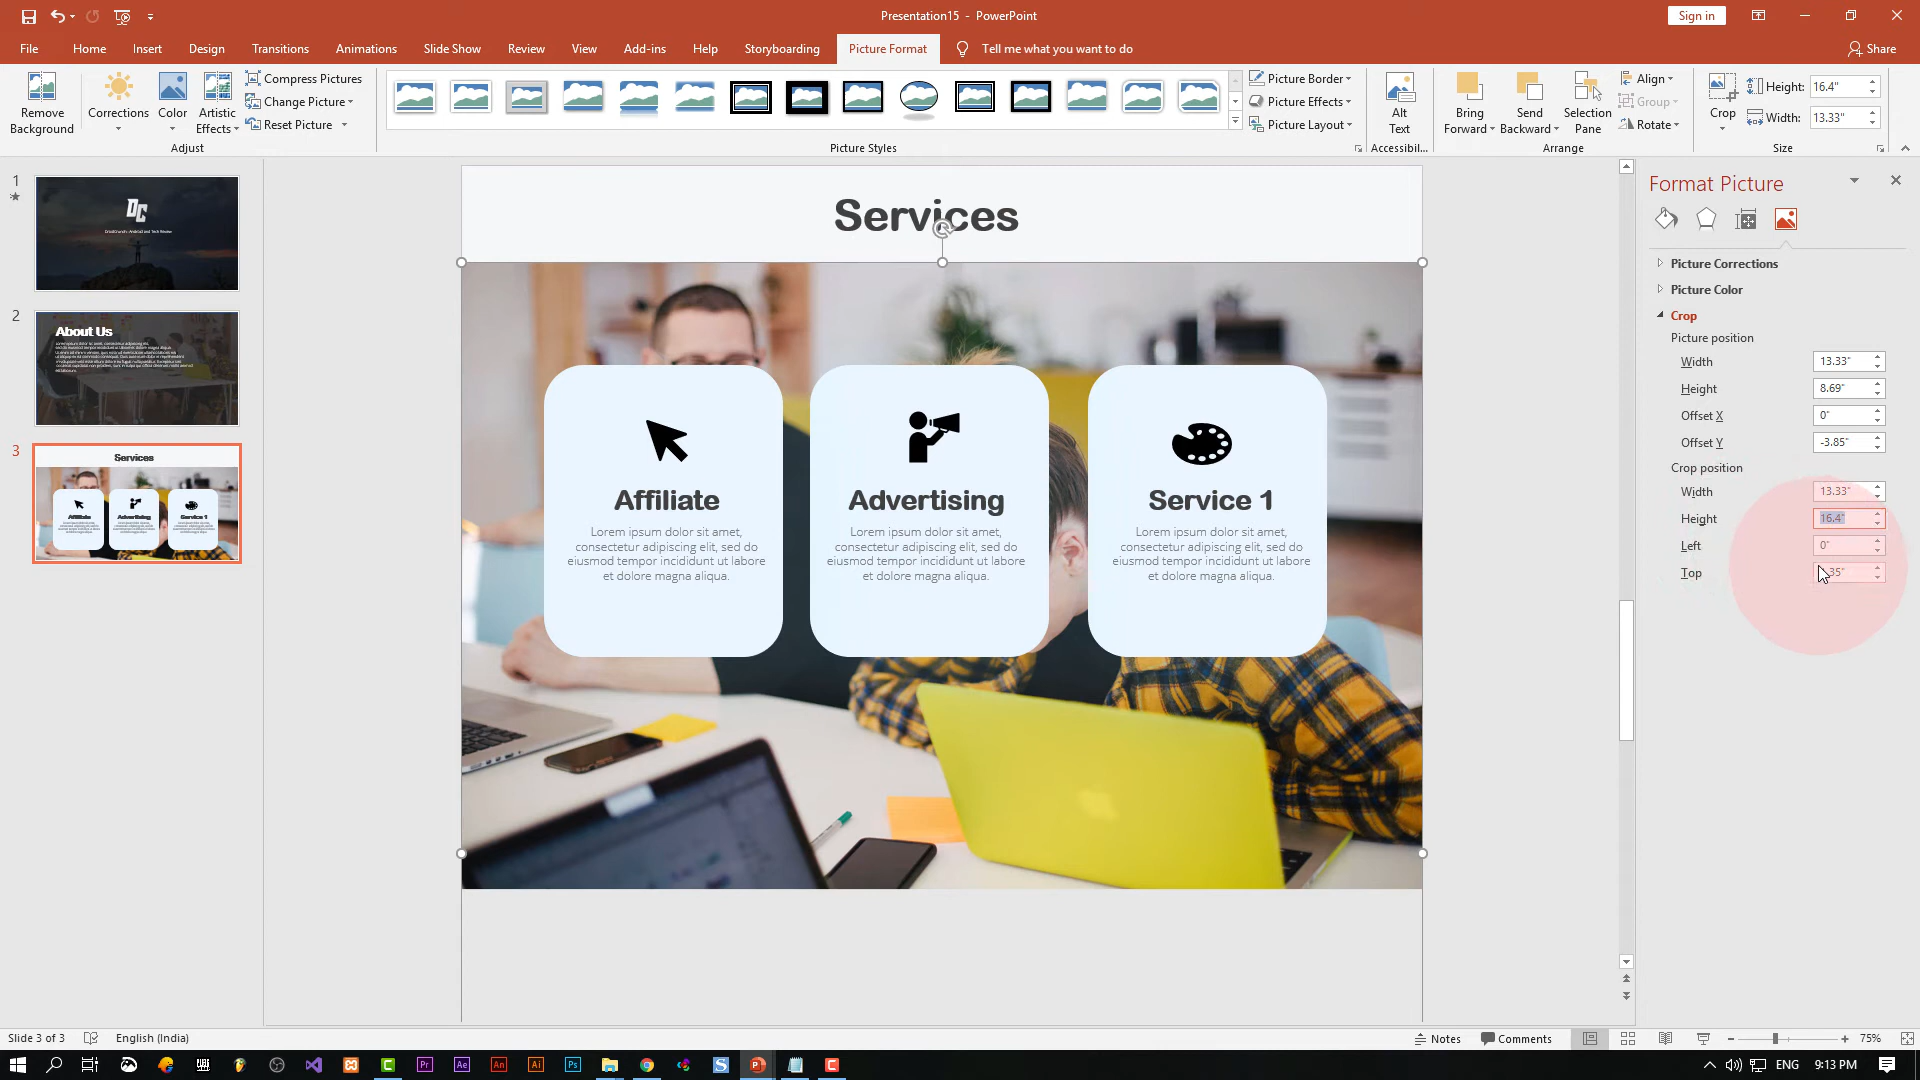 Presentation15 - PowerPoint
Sign in
File Home Insert Design Transitions Animations Slide Show Review View Add-ins Help Storyboarding Picture Format Tell me what you want to do Share
Remove Background
Corrections
Color
Artistic Effects
Compress Pictures
Change Picture
Reset Picture
Adjust
Picture Styles
Picture Border
Picture Effects
Picture Layout
Alt Text
Accessibil...
Bring Forward
Send Backward
Selection Pane
Align
Group
Rotate
Arrange
Crop
Height: 16.4"
Width: 13.33"
Size
1
2
About Us
3
Services
Affiliate
Advertising
Service 1
Services
Affiliate
Lorem ipsum dolor sit amet,
consectetur adipiscing elit, sed do
eiusmod tempor incididunt ut labore
et dolore magna aliqua.
Advertising
Lorem ipsum dolor sit amet,
consectetur adipiscing elit, sed do
eiusmod tempor incididunt ut labore
et dolore magna aliqua.
Service 1
Lorem ipsum dolor sit amet,
consectetur adipiscing elit, sed do
eiusmod tempor incididunt ut labore
et dolore magna aliqua.
Format Picture
Picture Corrections
Picture Color
Crop
Picture position
Width 13.33"
Height 8.69"
Offset X 0"
Offset Y -3.85"
Crop position
Width 13.33"
Height 16.4"
Left 0"
Top
Slide 3 of 3
English (India)
Notes
Comments
75%
ENG
9:13 PM